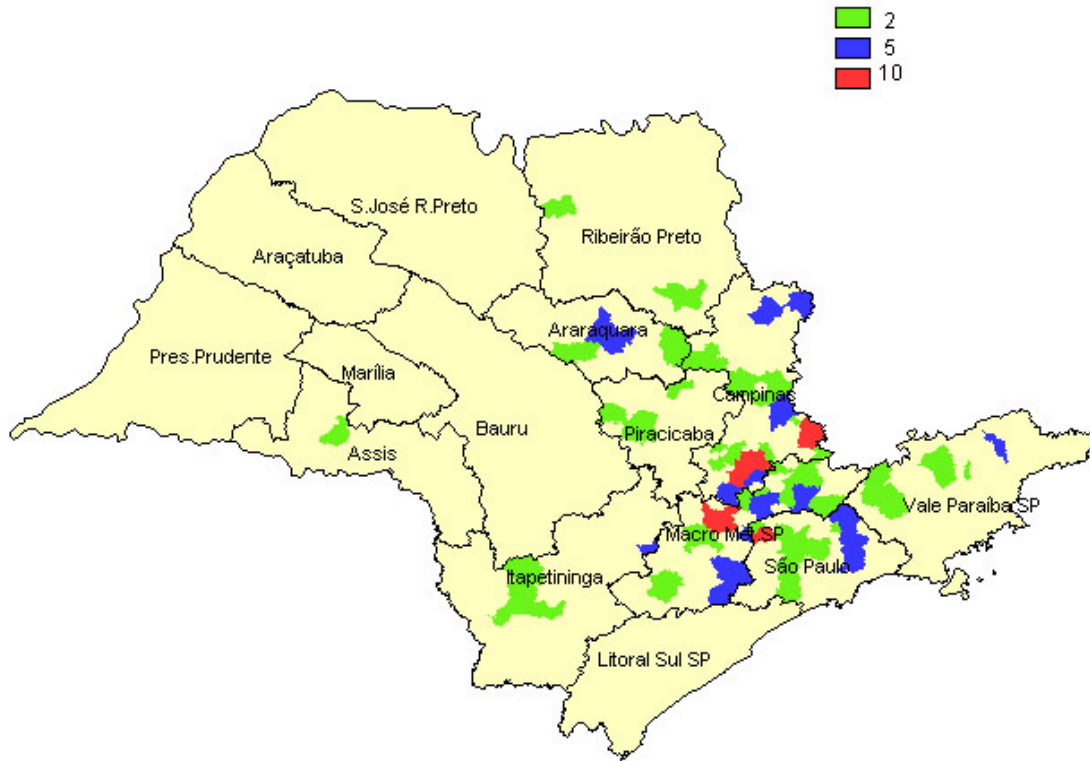 2
5
10
S.José R.Preto
Ribeirão Preto
Araçatuba
Araraquara
Pres.Prudente
Marília
Campinas
Bauru
Piracicaba
Assis
Vale Paraíba SP
Macro Met SP
São Paulo
Itapetininga
Litoral Sul SP